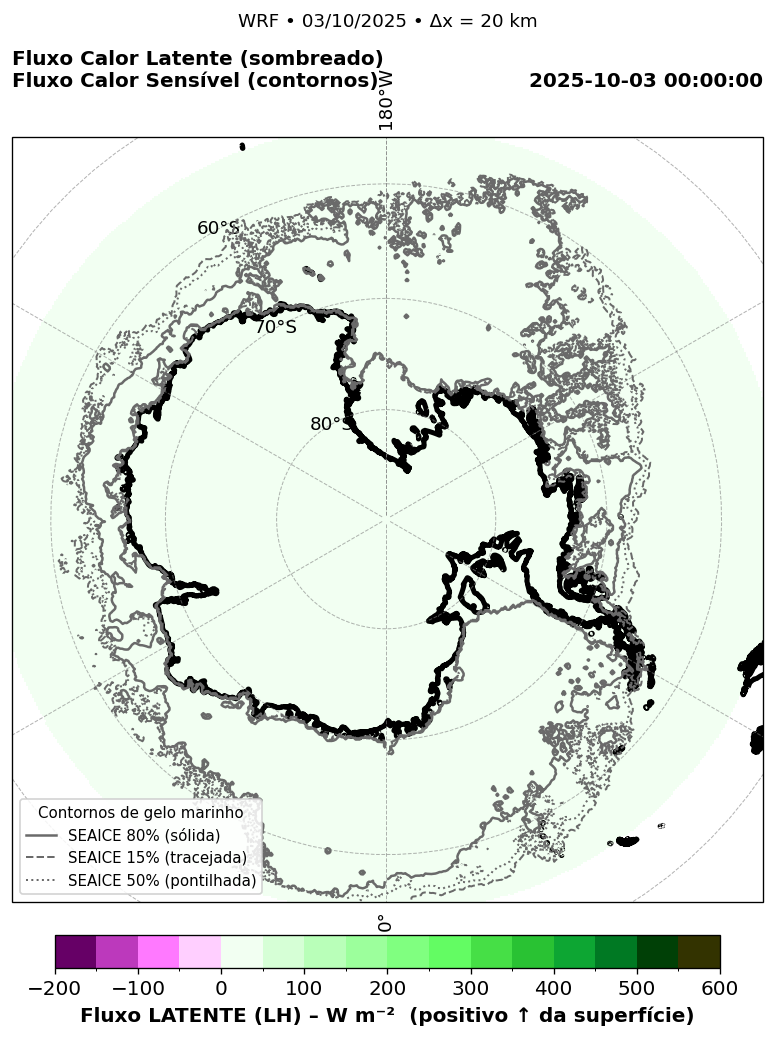 WRF • 03/10/2025 • Δx = 20 km
Fluxo Calor Latente (sombreado)
Fluxo Calor Sensível (contornos)
2025-10-03 00:00:00
180°W
60°S
70°S
80°S
Contornos de gelo marinho
SEAICE 80% (sólida)
SEAICE 15% (tracejada)
SEAICE 50% (pontilhada)
0°
−200 −100 0 100 200 300 400 500 600
Fluxo LATENTE (LH) – W m⁻² (positivo ↑ da superfície)